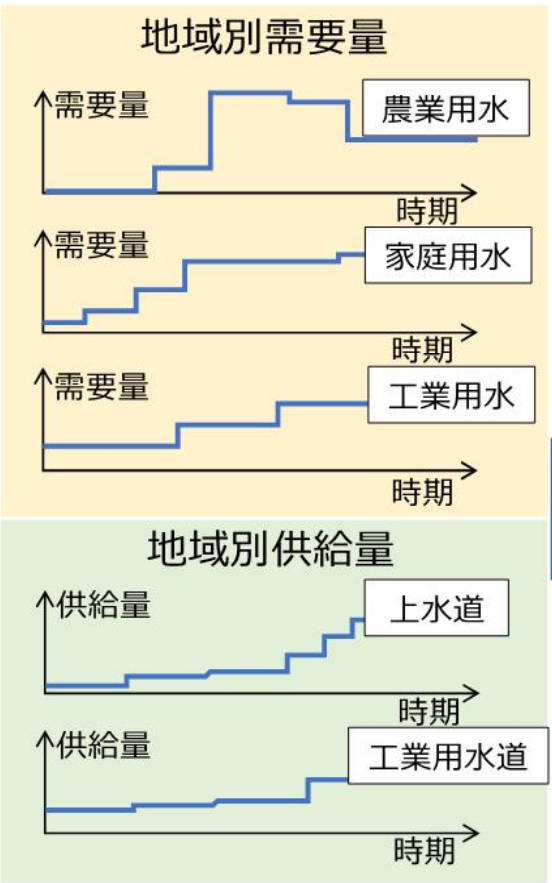 地域別需要量
需要量
農業用水
時期
需要量
家庭用水
時期
需要量
工業用水
時期
地域別供給量
供給量
上水道
時期
供給量
工業用水道
時期